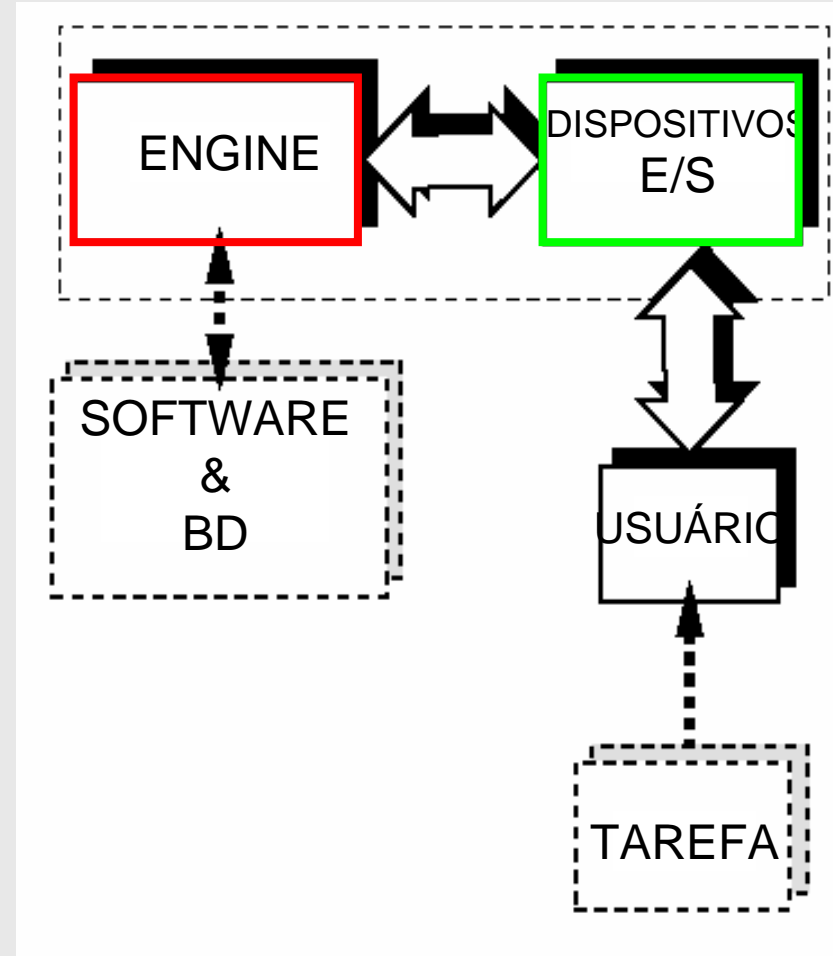 ENGINE
DISPOSITIVOS
E/S
SOFTWARE
&
BD
USUÁRIO
TAREFA